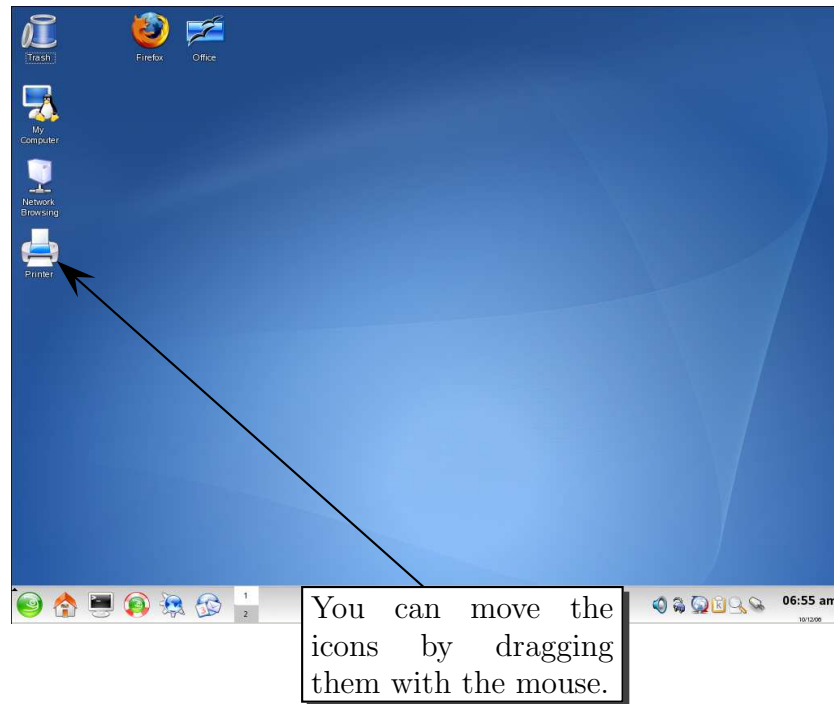 Trash
Firefox
Office
My
Computer
Network
Browsing
Printer
1
2
06:55 am
10/12/06
You can move the
icons by dragging
them with the mouse.